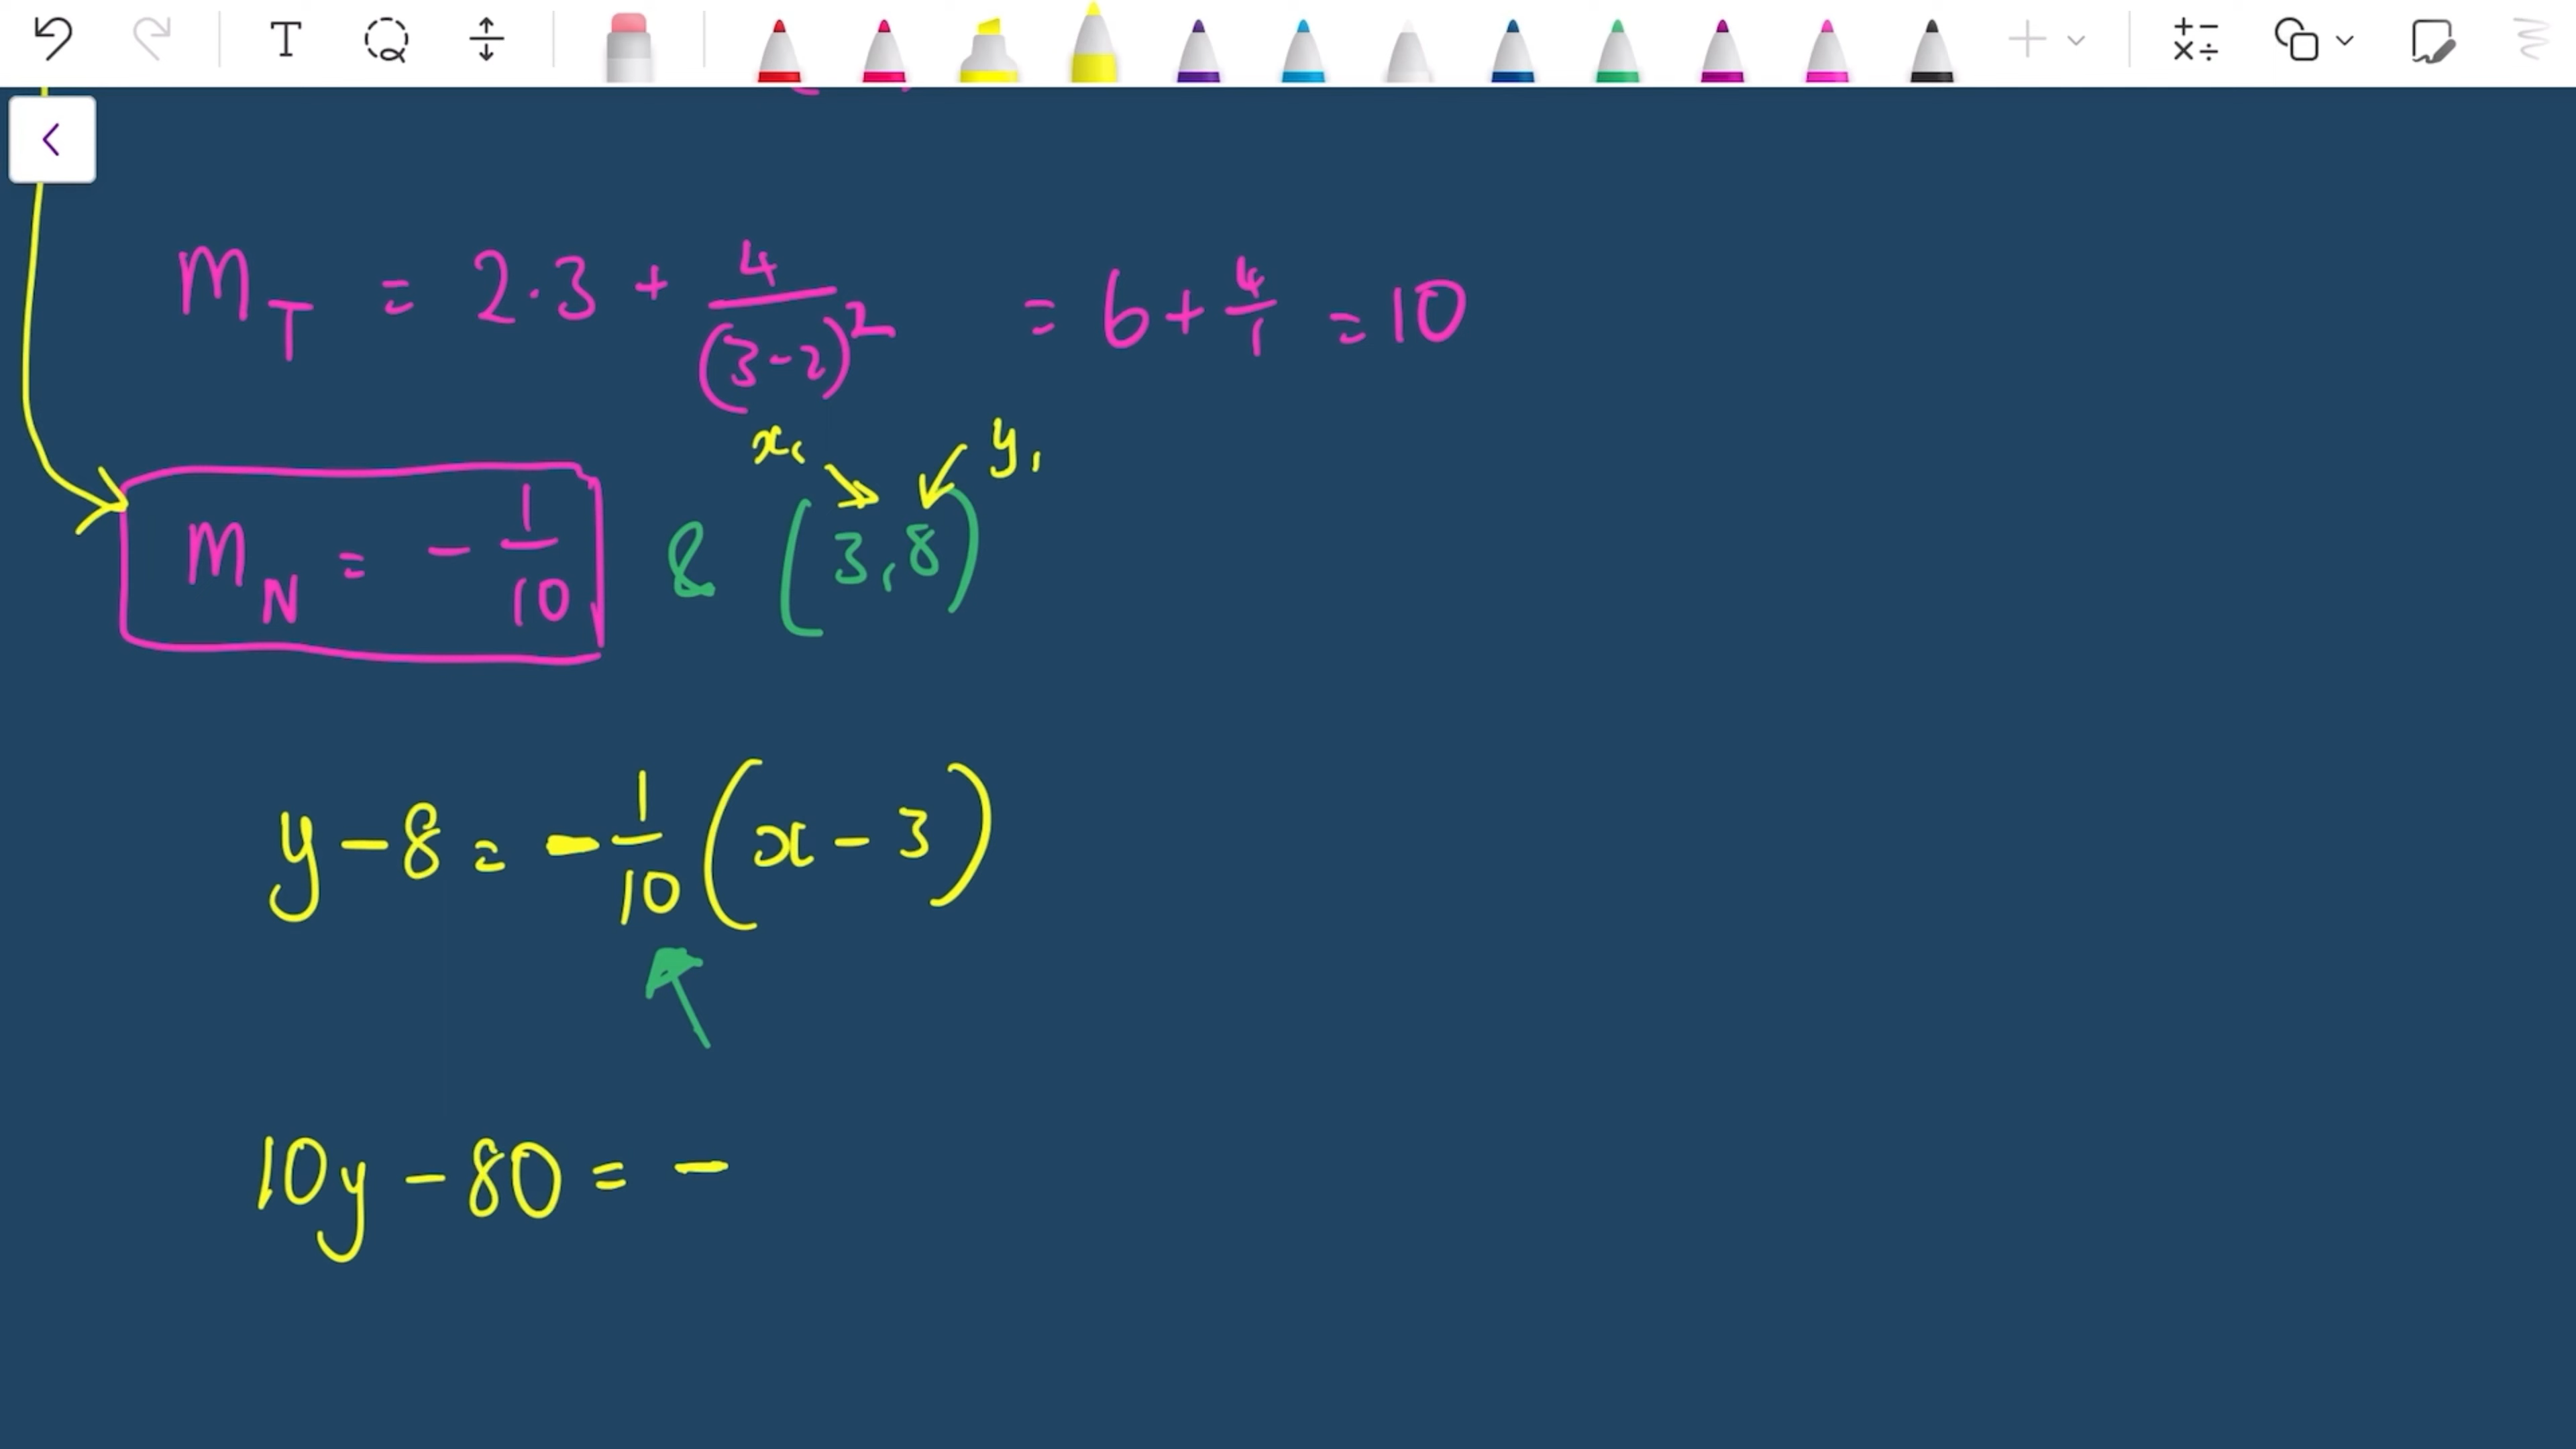 T
m_T = 2·3 + 4/(3-2)² = 6 + 4/1 = 10
x₁ y₁
m_N = - 1/10 & (3,8)
y - 8 = - 1/10 (x - 3)
10y - 80 = -